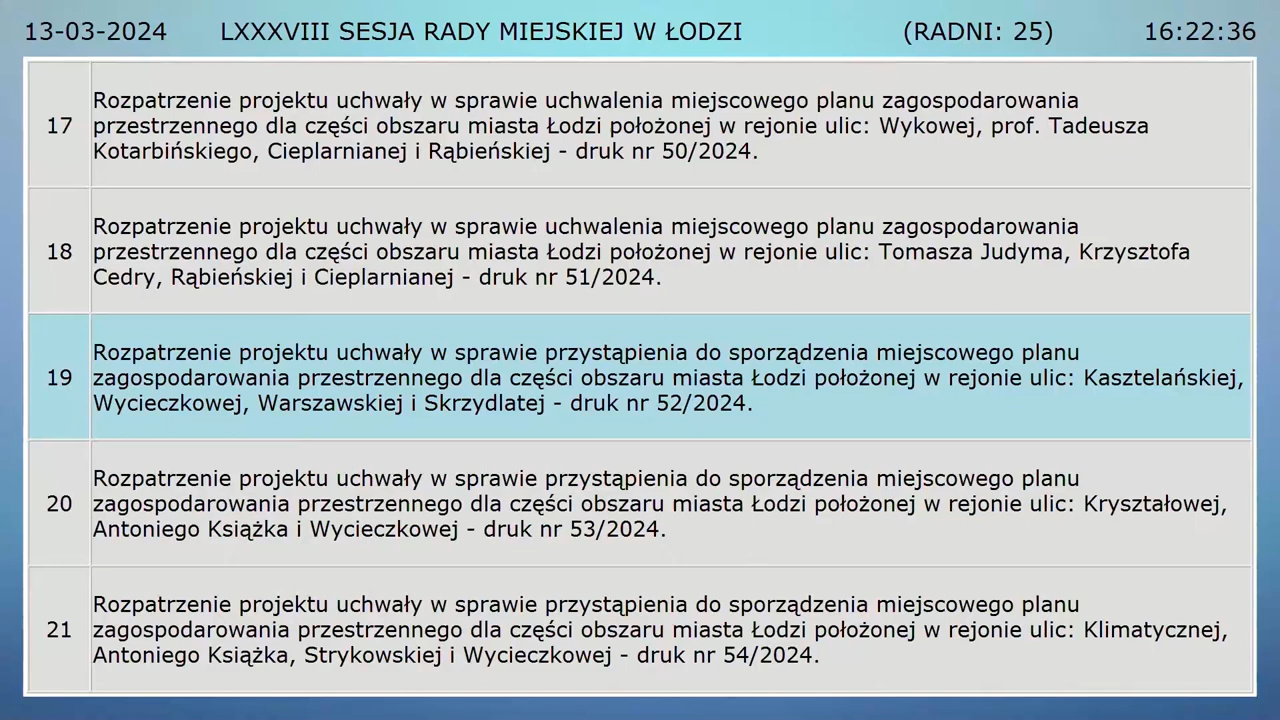 13-03-2024 LXXXVIII SESJA RADY MIEJSKIEJ W ŁODZI (RADNI: 25) 16:22:36
17 Rozpatrzenie projektu uchwały w sprawie uchwalenia miejscowego planu zagospodarowania
przestrzennego dla części obszaru miasta Łodzi położonej w rejonie ulic: Wykowej, prof. Tadeusza
Kotarbińskiego, Cieplarnianej i Rąbieńskiej - druk nr 50/2024.
18 Rozpatrzenie projektu uchwały w sprawie uchwalenia miejscowego planu zagospodarowania
przestrzennego dla części obszaru miasta Łodzi położonej w rejonie ulic: Tomasza Judyma, Krzysztofa
Cedry, Rąbieńskiej i Cieplarnianej - druk nr 51/2024.
19 Rozpatrzenie projektu uchwały w sprawie przystąpienia do sporządzenia miejscowego planu
zagospodarowania przestrzennego dla części obszaru miasta Łodzi położonej w rejonie ulic: Kasztelańskiej,
Wycieczkowej, Warszawskiej i Skrzydlatej - druk nr 52/2024.
20 Rozpatrzenie projektu uchwały w sprawie przystąpienia do sporządzenia miejscowego planu
zagospodarowania przestrzennego dla części obszaru miasta Łodzi położonej w rejonie ulic: Kryształowej,
Antoniego Książka i Wycieczkowej - druk nr 53/2024.
21 Rozpatrzenie projektu uchwały w sprawie przystąpienia do sporządzenia miejscowego planu
zagospodarowania przestrzennego dla części obszaru miasta Łodzi położonej w rejonie ulic: Klimatycznej,
Antoniego Książka, Strykowskiej i Wycieczkowej - druk nr 54/2024.